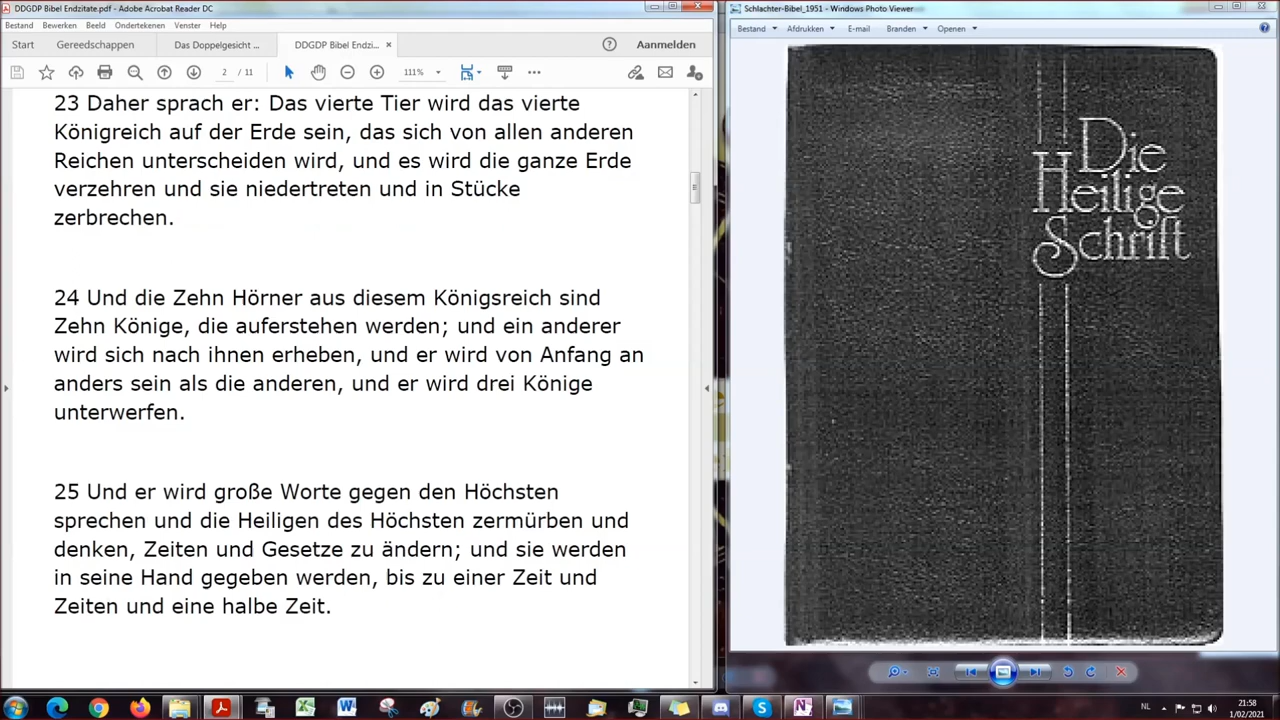 DDGDP Bibel Endzitate.pdf - Adobe Acrobat Reader DC
Bestand Bewerken Beeld Ondertekenen Venster Help
Start Gereedschappen Das Doppelgesicht ... DDGDP Bibel Endzi... × Anmelden
2 / 11 111%
23 Daher sprach er: Das vierte Tier wird das vierte
Königreich auf der Erde sein, das sich von allen anderen
Reichen unterscheiden wird, und es wird die ganze Erde
verzehren und sie niedertreten und in Stücke
zerbrechen.
24 Und die Zehn Hörner aus diesem Königsreich sind
Zehn Könige, die auferstehen werden; und ein anderer
wird sich nach ihnen erheben, und er wird von Anfang an
anders sein als die anderen, und er wird drei Könige
unterwerfen.
25 Und er wird große Worte gegen den Höchsten
sprechen und die Heiligen des Höchsten zermürben und
denken, Zeiten und Gesetze zu ändern; und sie werden
in seine Hand gegeben werden, bis zu einer Zeit und
Zeiten und eine halbe Zeit.
Schlachter-Bibel_1951 - Windows Photo Viewer
Bestand Afdrukken E-mail Branden Openen
Die
Heilige
Schrift
NL 21:58
1/02/2021